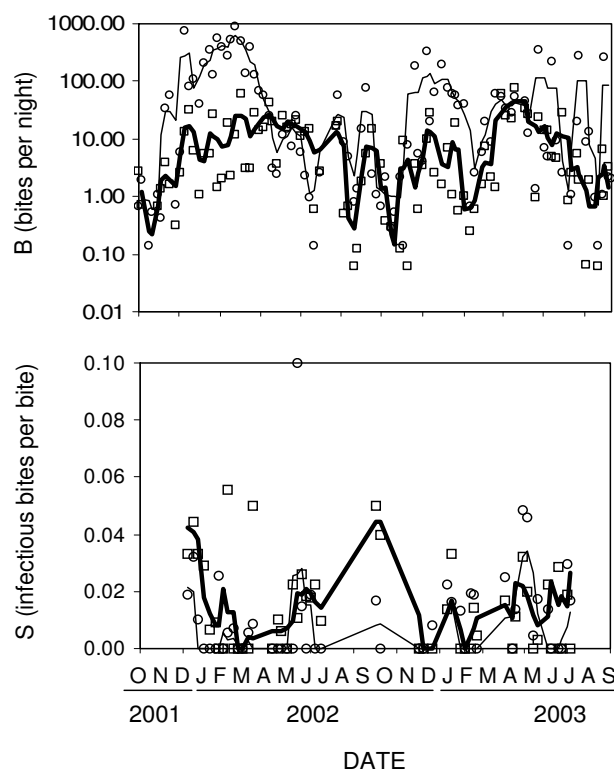 1000.00
100.00
10.00
1.00
0.10
0.01
B (bites per night)
0.10
0.08
0.06
0.04
0.02
0.00
S (infectious bites per bite)
O N D J F M A M J J A S O N D J F M A M J J A S
2001 2002 2003
DATE